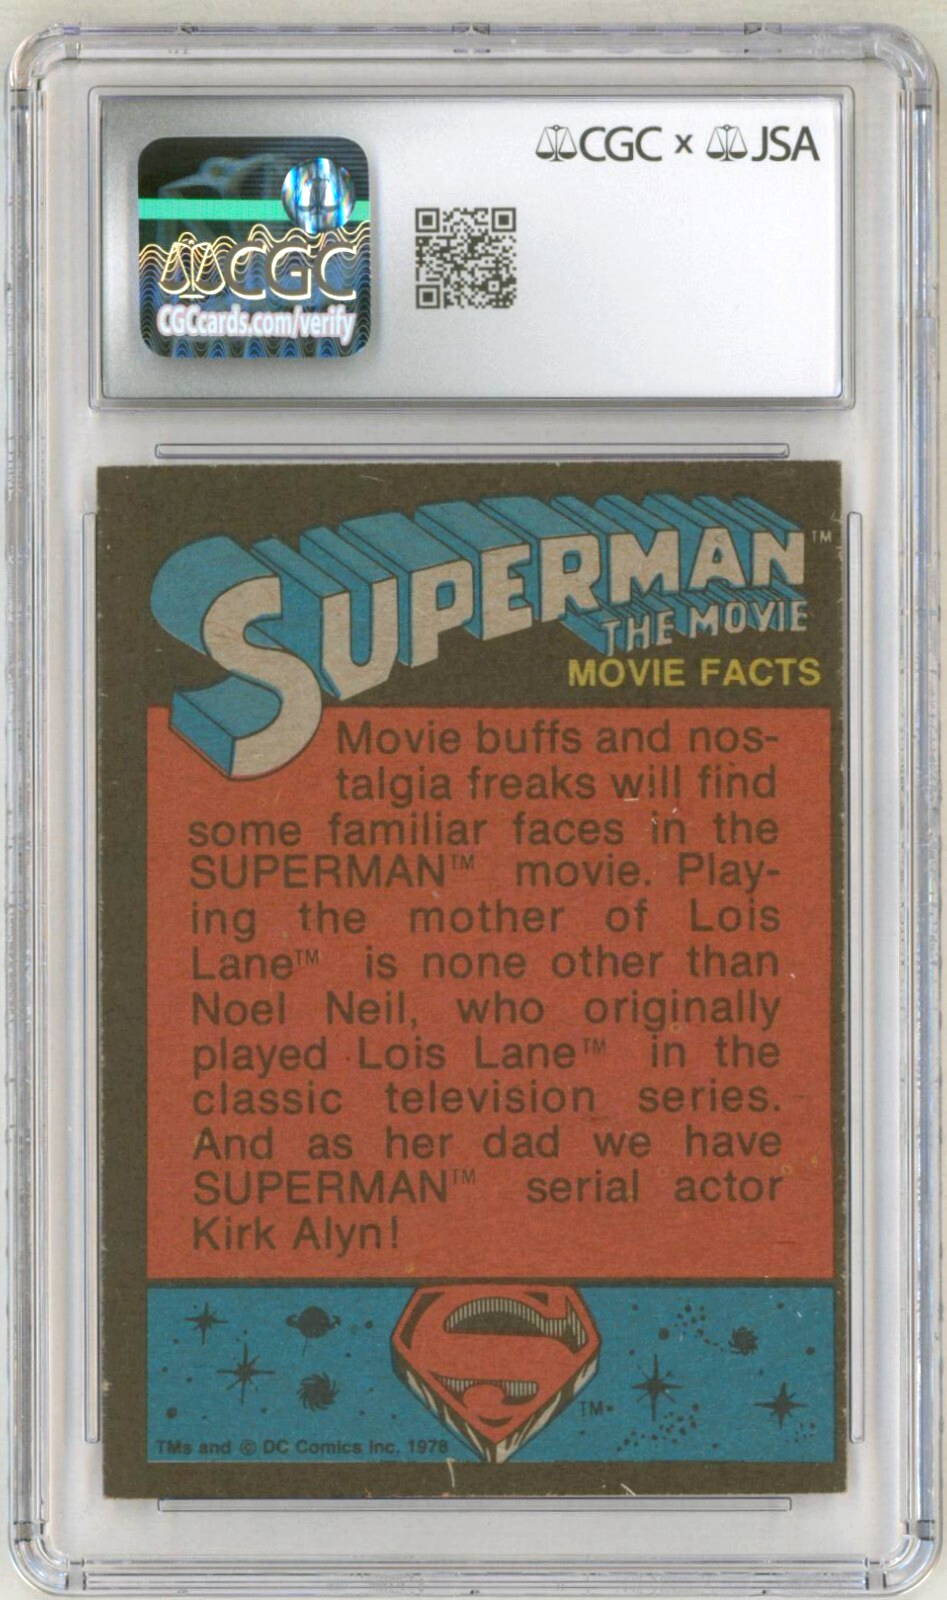 CGC x JSA
CGC
CGCcards.com/verify
SUPERMAN™
THE MOVIE
MOVIE FACTS
Movie buffs and nos-
talgia freaks will find
some familiar faces in the
SUPERMAN™ movie. Play-
ing the mother of Lois
Lane™ is none other than
Noel Neil, who originally
played Lois Lane™ in the
classic television series.
And as her dad we have
SUPERMAN™ serial actor
Kirk Alyn!
S
TM
TMs and © DC Comics Inc. 1978